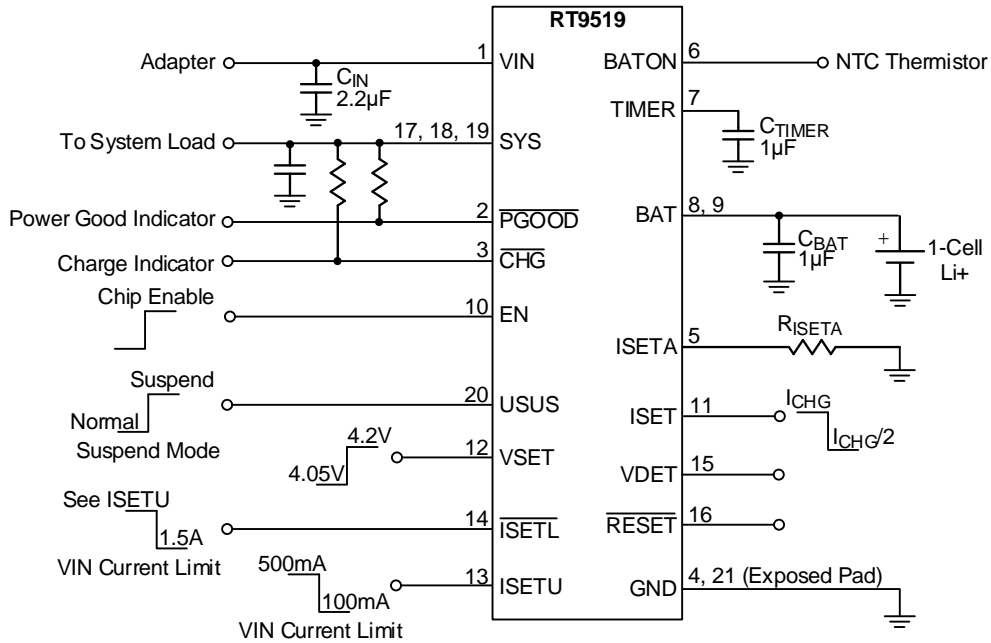 RT9519
Adapter
1
VIN
CIN
2.2µF
BATON
6
NTC Thermistor
TIMER
7
CTIMER
1µF
To System Load
17, 18, 19
SYS
Power Good Indicator
2
PGOOD
BAT
8, 9
CBAT
1µF
+
1-Cell
Li+
Charge Indicator
3
CHG
Chip Enable
10
EN
ISETA
5
RISETA
Suspend
Normal
Suspend Mode
20
USUS
ISET
11
ICHG
ICHG/2
4.2V
4.05V
12
VSET
VDET
15
See ISETU
1.5A
VIN Current Limit
14
ISETL
RESET
16
500mA
100mA
VIN Current Limit
13
ISETU
GND
4, 21 (Exposed Pad)